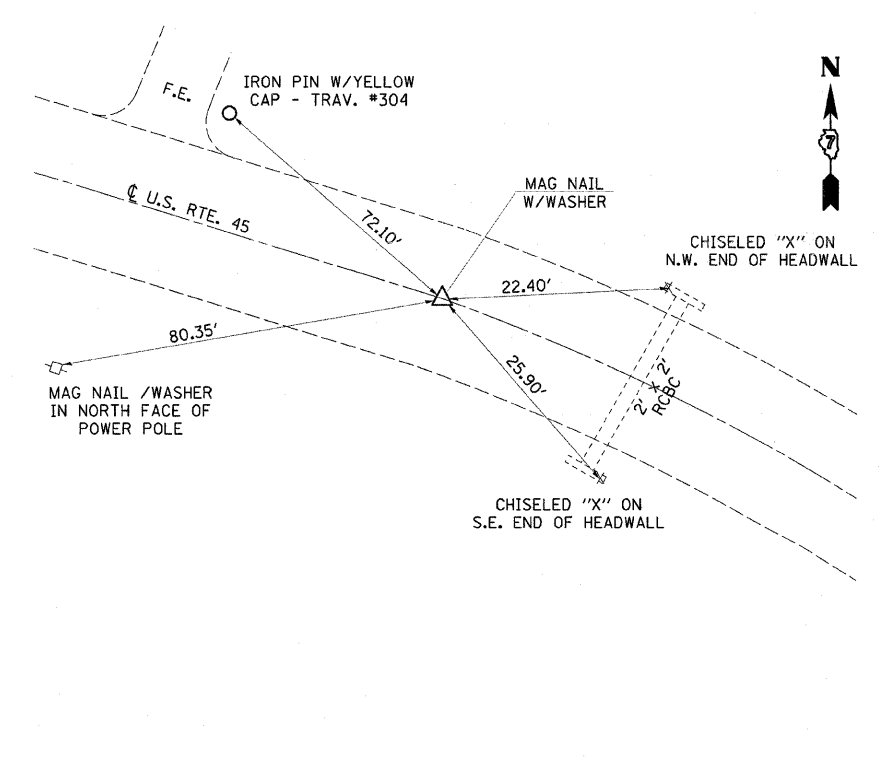 IRON PIN W/YELLOW
CAP - TRAV. #304
F.E.
N
7
MAG NAIL
W/WASHER
℄ U.S. RTE. 45
72.10'
CHISELED "X" ON
N.W. END OF HEADWALL
22.40'
80.35'
25.90'
2' X 2'
RCBC
MAG NAIL /WASHER
IN NORTH FACE OF
POWER POLE
CHISELED "X" ON
S.E. END OF HEADWALL